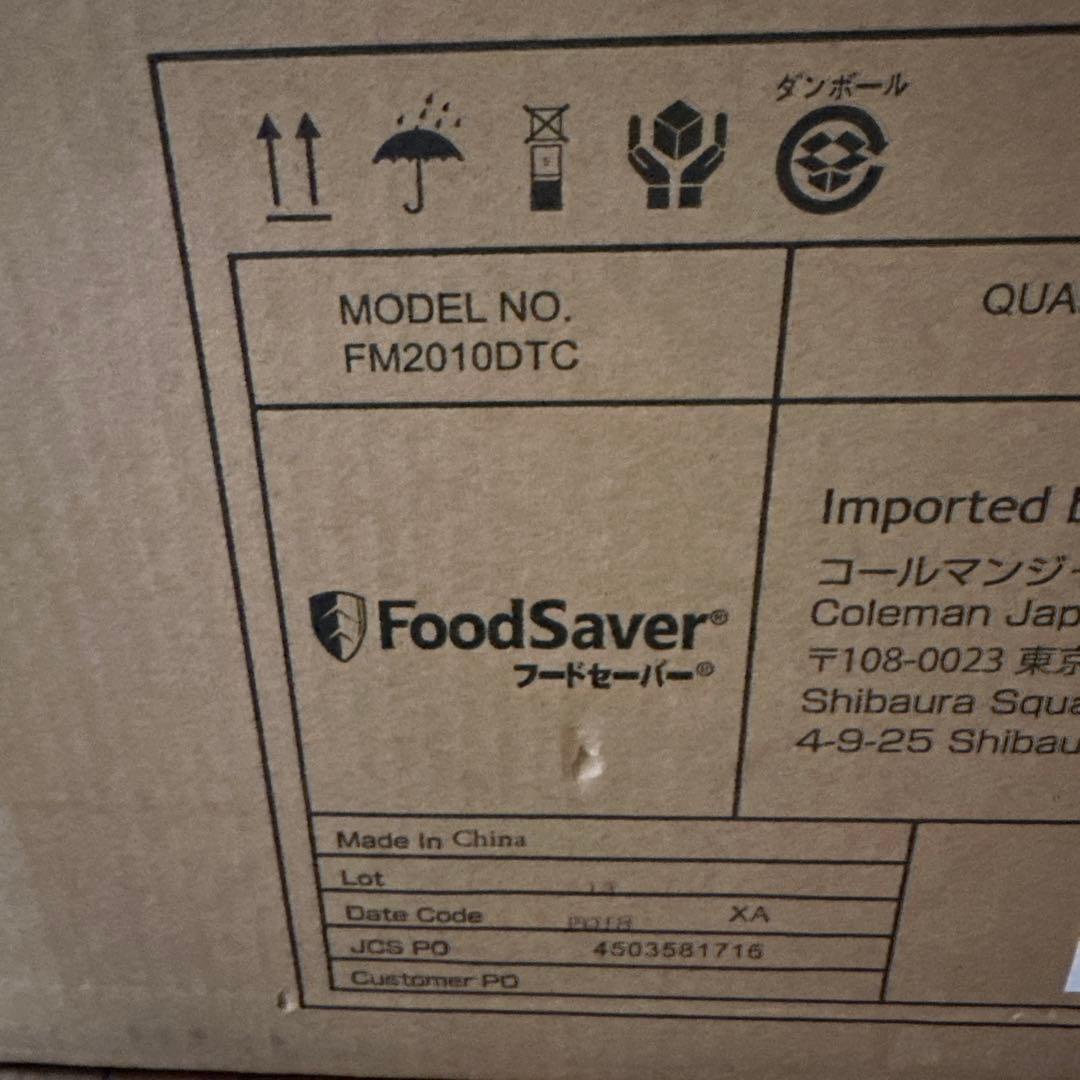 ダンボール
MODEL NO.
FM2010DTC
QUA
Imported
コールマンジ
Coleman Jap
〒108-0023 東京
Shibaura Squa
4-9-25 Shibau
FoodSaver®
フードセーバー®
Made In China
Lot 13
Date Code XA
JCS PO 4503581716
Customer PO